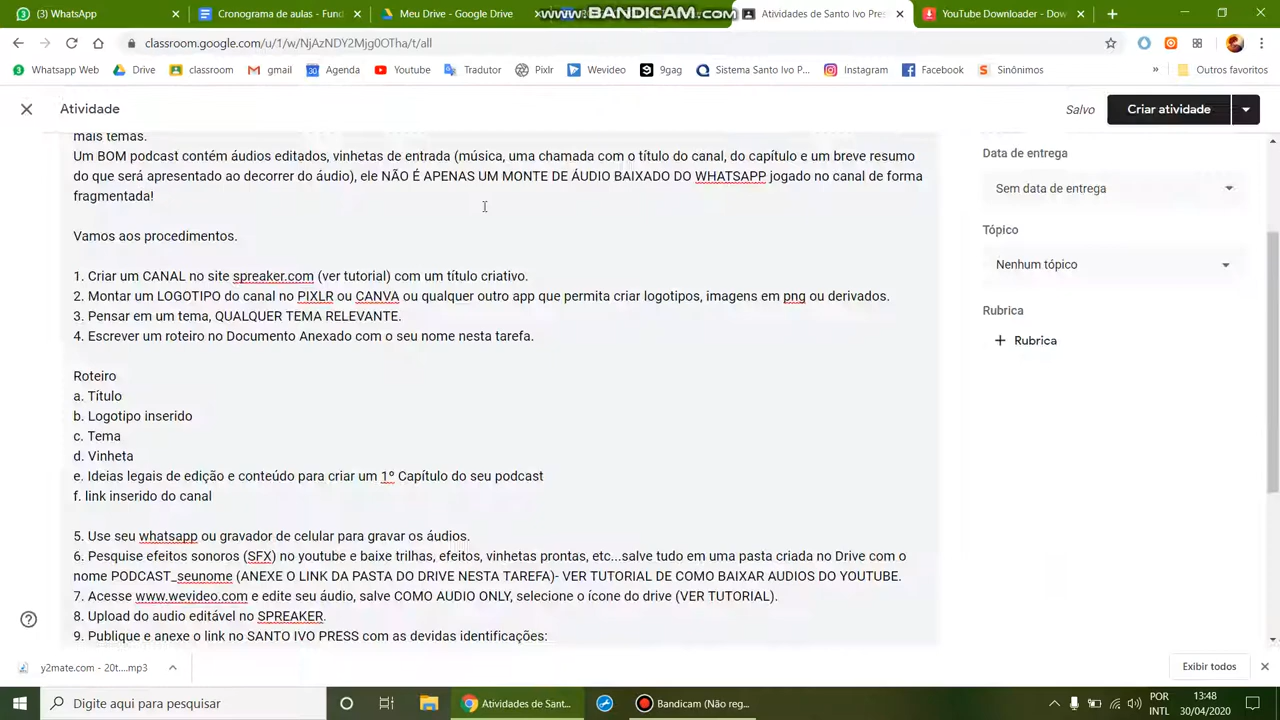 Whatsapp
Cronograma de aulas - Fund
Meu Drive - Google Drive
www.BANDICAM.com
Atividades de Santo Ivo Pres
YouTube Downloader - Dow
classroom.google.com/u/1/w/NjAzNDY2Mjg0OTha/t/all
Whatsapp Web
Drive
classroom
gmail
Agenda
Youtube
Tradutor
Pixlr
Wevideo
9gag
Sistema Santo Ivo P...
Instagram
Facebook
Sinônimos
»
Outros favoritos
Atividade
Salvo
Criar atividade
mais temas.
Um BOM podcast contém áudios editados, vinhetas de entrada (música, uma chamada com o título do canal, do capítulo e um breve resumo
do que será apresentado ao decorrer do áudio), ele NÃO É APENAS UM MONTE DE ÁUDIO BAIXADO DO WHATSAPP jogado no canal de forma
fragmentada!
Vamos aos procedimentos.
1. Criar um CANAL no site spreaker.com (ver tutorial) com um título criativo.
2. Montar um LOGOTIPO do canal no PIXLR ou CANVA ou qualquer outro app que permita criar logotipos, imagens em png ou derivados.
3. Pensar em um tema, QUALQUER TEMA RELEVANTE.
4. Escrever um roteiro no Documento Anexado com o seu nome nesta tarefa.
Roteiro
a. Título
b. Logotipo inserido
c. Tema
d. Vinheta
e. Ideias legais de edição e conteúdo para criar um 1º Capítulo do seu podcast
f. link inserido do canal
5. Use seu whatsapp ou gravador de celular para gravar os áudios.
6. Pesquise efeitos sonoros (SFX) no youtube e baixe trilhas, efeitos, vinhetas prontas, etc...salve tudo em uma pasta criada no Drive com o
nome PODCAST_seunome (ANEXE O LINK DA PASTA DO DRIVE NESTA TAREFA)- VER TUTORIAL DE COMO BAIXAR AUDIOS DO YOUTUBE.
7. Acesse www.wevideo.com e edite seu áudio, salve COMO AUDIO ONLY, selecione o ícone do drive (VER TUTORIAL).
8. Upload do audio editável no SPREAKER.
9. Publique e anexe o link no SANTO IVO PRESS com as devidas identificações:
Data de entrega
Sem data de entrega
Tópico
Nenhum tópico
Rubrica
+ Rubrica
y2mate.com - 20t....mp3
Exibir todos
Digite aqui para pesquisar
Atividades de Sant...
Bandicam (Não reg...
POR
INTL
13:48
30/04/2020